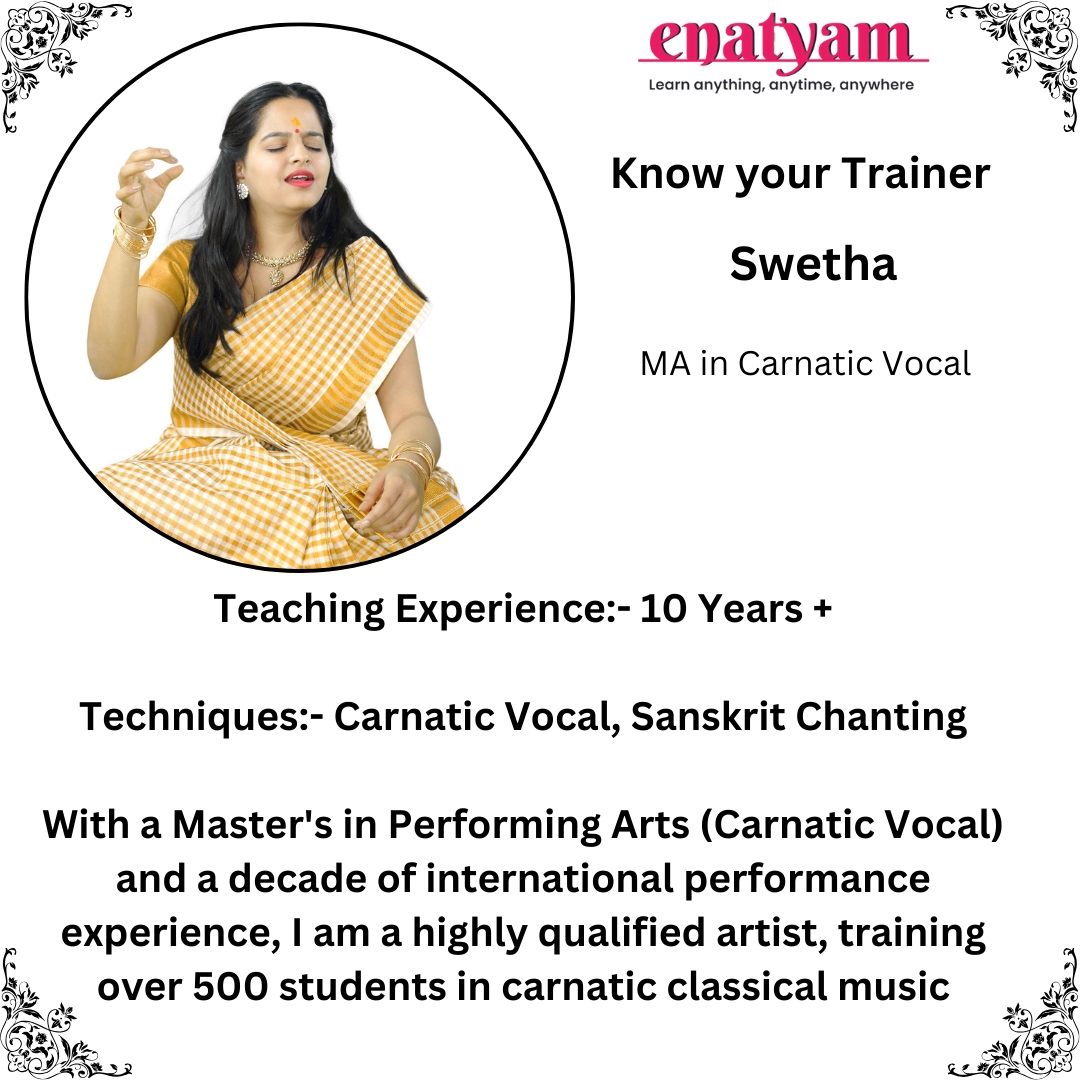 enatyam
Learn anything, anytime, anywhere
Know your Trainer
Swetha
MA in Carnatic Vocal
Teaching Experience:- 10 Years +
Techniques:- Carnatic Vocal, Sanskrit Chanting
With a Master's in Performing Arts (Carnatic Vocal)
and a decade of international performance
experience, I am a highly qualified artist, training
over 500 students in carnatic classical music